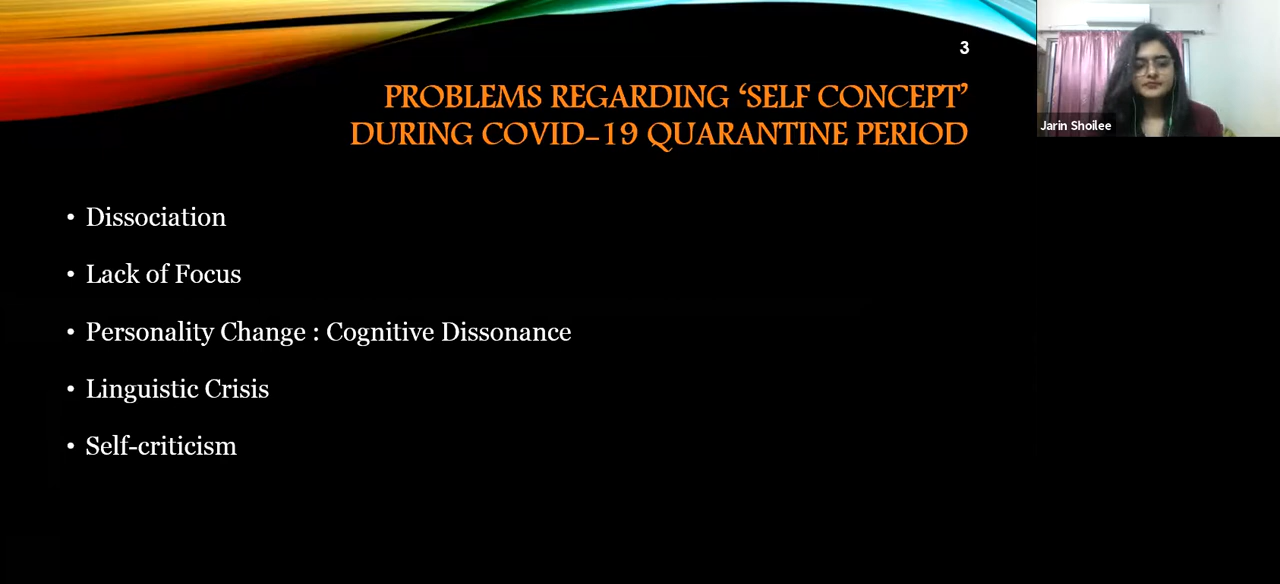 3
PROBLEMS REGARDING ‘SELF CONCEPT’
DURING COVID-19 QUARANTINE PERIOD
Jarin Shoilee
• Dissociation
• Lack of Focus
• Personality Change : Cognitive Dissonance
• Linguistic Crisis
• Self-criticism